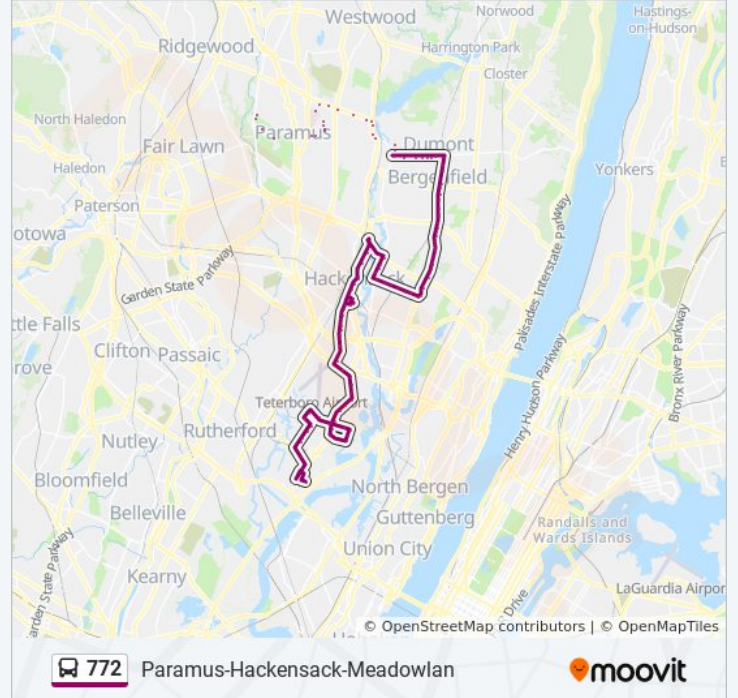 Westwood
Norwood
Hastings-
on-Hudson
Ridgewood
Harrington Park
Closter
North Haledon
Paramus
Dumont
Fair Lawn
Haledon
Bergenfield
Yonkers
Paterson
otowa
Garden State Parkway
Hackensack
Palisades Interstate Parkway
ttle Falls
Clifton
Passaic
rove
Henry Hudson Parkway
Bronx River Parkway
Teterboro Airport
Rutherford
Nutley
Bloomfield
North Bergen
Belleville
Guttenberg
Randalls and
Wards Islands
Union City
arden State Parkway
Kearny
LaGuardia Airpor
Drive
© OpenStreetMap contributors | © OpenMapTiles
772 Paramus-Hackensack-Meadowlan
moovit